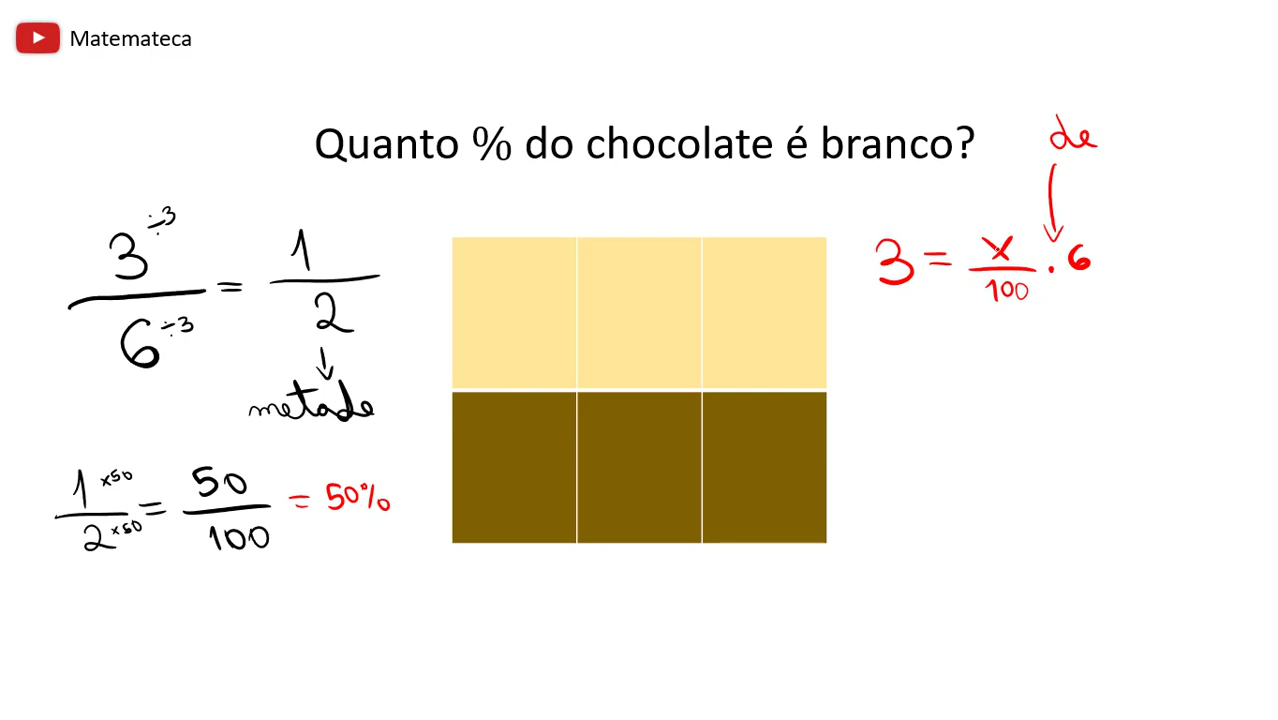 Matemateca
Quanto % do chocolate é branco?
de
3 ÷3
6 ÷3
=
1
2
metade
1 ×50
2 ×50
=
50
100
= 50%
3 = x/100 . 6